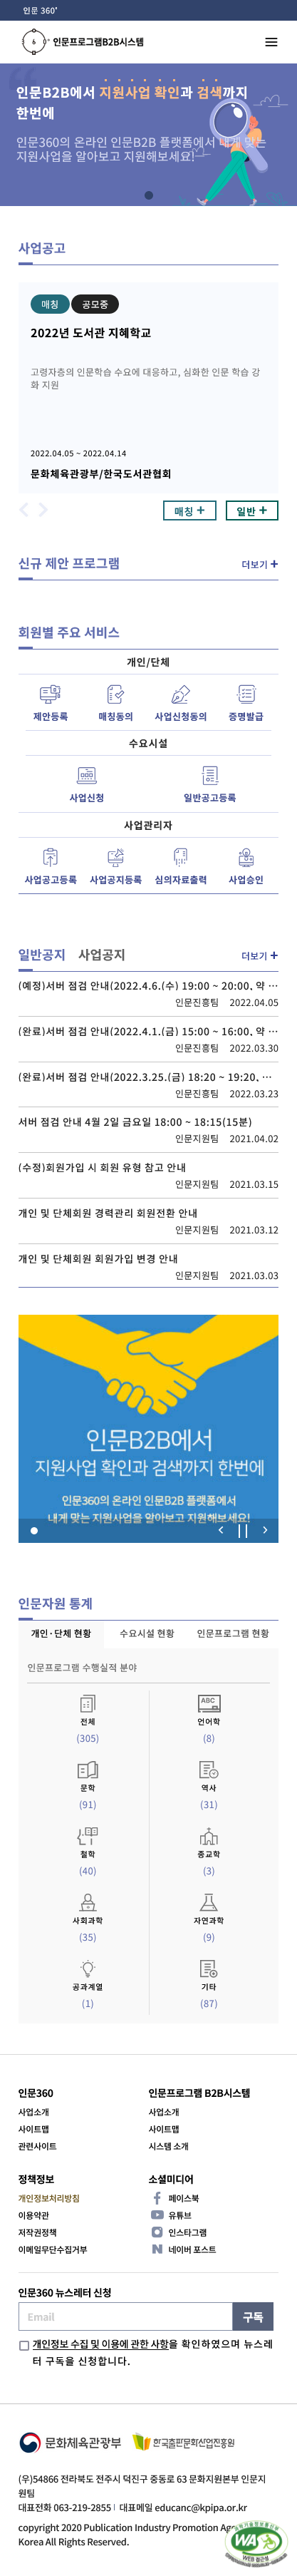 인문 360°
인문프로그램B2B시스템
인문B2B에서 지원사업 확인과 검색까지
한번에
인문360의 온라인 인문B2B 플랫폼에서 내게 맞는
지원사업을 알아보고 지원해보세요!
사업공고
매칭 공모중
2022년 도서관 지혜학교
고령자층의 인문학습 수요에 대응하고, 심화한 인문 학습 강
화 지원
2022.04.05 ~ 2022.04.14
문화체육관광부/한국도서관협회
매칭 + 일반 +
신규 제안 프로그램 더보기 +
회원별 주요 서비스
개인/단체
제안등록 매칭동의 사업신청동의 증명발급
수요시설
사업신청 일반공고등록
사업관리자
사업공고등록 사업공지등록 심의자료출력 사업승인
일반공지 사업공지 더보기 +
(예정)서버 점검 안내(2022.4.6.(수) 19:00 ~ 20:00, 약 …
인문진흥팀 2022.04.05
(완료)서버 점검 안내(2022.4.1.(금) 15:00 ~ 16:00, 약 …
인문진흥팀 2022.03.30
(완료)서버 점검 안내(2022.3.25.(금) 18:20 ~ 19:20, …
인문진흥팀 2022.03.23
서버 점검 안내 4월 2일 금요일 18:00 ~ 18:15(15분)
인문지원팀 2021.04.02
(수정)회원가입 시 회원 유형 참고 안내
인문지원팀 2021.03.15
개인 및 단체회원 경력관리 회원전환 안내
인문지원팀 2021.03.12
개인 및 단체회원 회원가입 변경 안내
인문지원팀 2021.03.03
인문B2B에서
지원사업 확인과 검색까지 한번에
인문360의 온라인 인문B2B 플랫폼에서
내게 맞는 지원사업을 알아보고 지원해보세요!
인문자원 통계
개인·단체 현황 수요시설 현황 인문프로그램 현황
인문프로그램 수행실적 분야
ABC
전체 언어학
(305) (8)
문학 역사
(91) (31)
철학 종교학
(40) (3)
사회과학 자연과학
(35) (9)
공과계열 기타
(1) (87)
인문360 인문프로그램 B2B시스템
사업소개 사업소개
사이트맵 사이트맵
관련사이트 시스템 소개
정책정보 소셜미디어
개인정보처리방침 페이스북
이용약관 유튜브
저작권정책 인스타그램
이메일무단수집거부 네이버 포스트
인문360 뉴스레터 신청
Email 구독
개인정보 수집 및 이용에 관한 사항을 확인하였으며 뉴스레
터 구독을 신청합니다.
문화체육관광부 한국출판문화산업진흥원
(우)54866 전라북도 전주시 덕진구 중동로 63 문화지원본부 인문지
원팀
대표전화 063-219-2855 | 대표메일 educanc@kpipa.or.kr
copyright 2020 Publication Industry Promotion Age
Korea All Rights Reserved.
WA
WEB 접근성